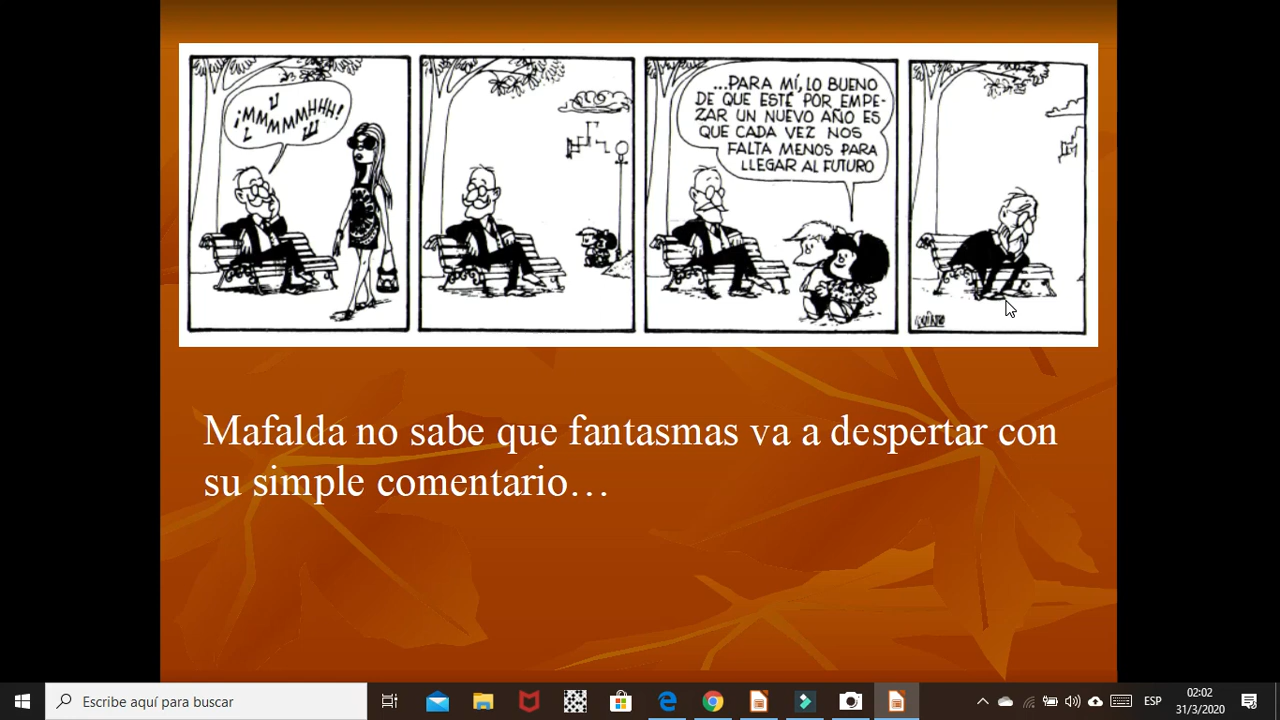 ¡MMMMMMHHH!
...PARA MÍ, LO BUENO
DE QUE ESTÉ POR EMPE-
ZAR UN NUEVO AÑO ES
QUE CADA VEZ NOS
FALTA MENOS PARA
LLEGAR AL FUTURO
QUINO
Mafalda no sabe que fantasmas va a despertar con
su simple comentario…
Escribe aquí para buscar
ESP
02:02
31/3/2020